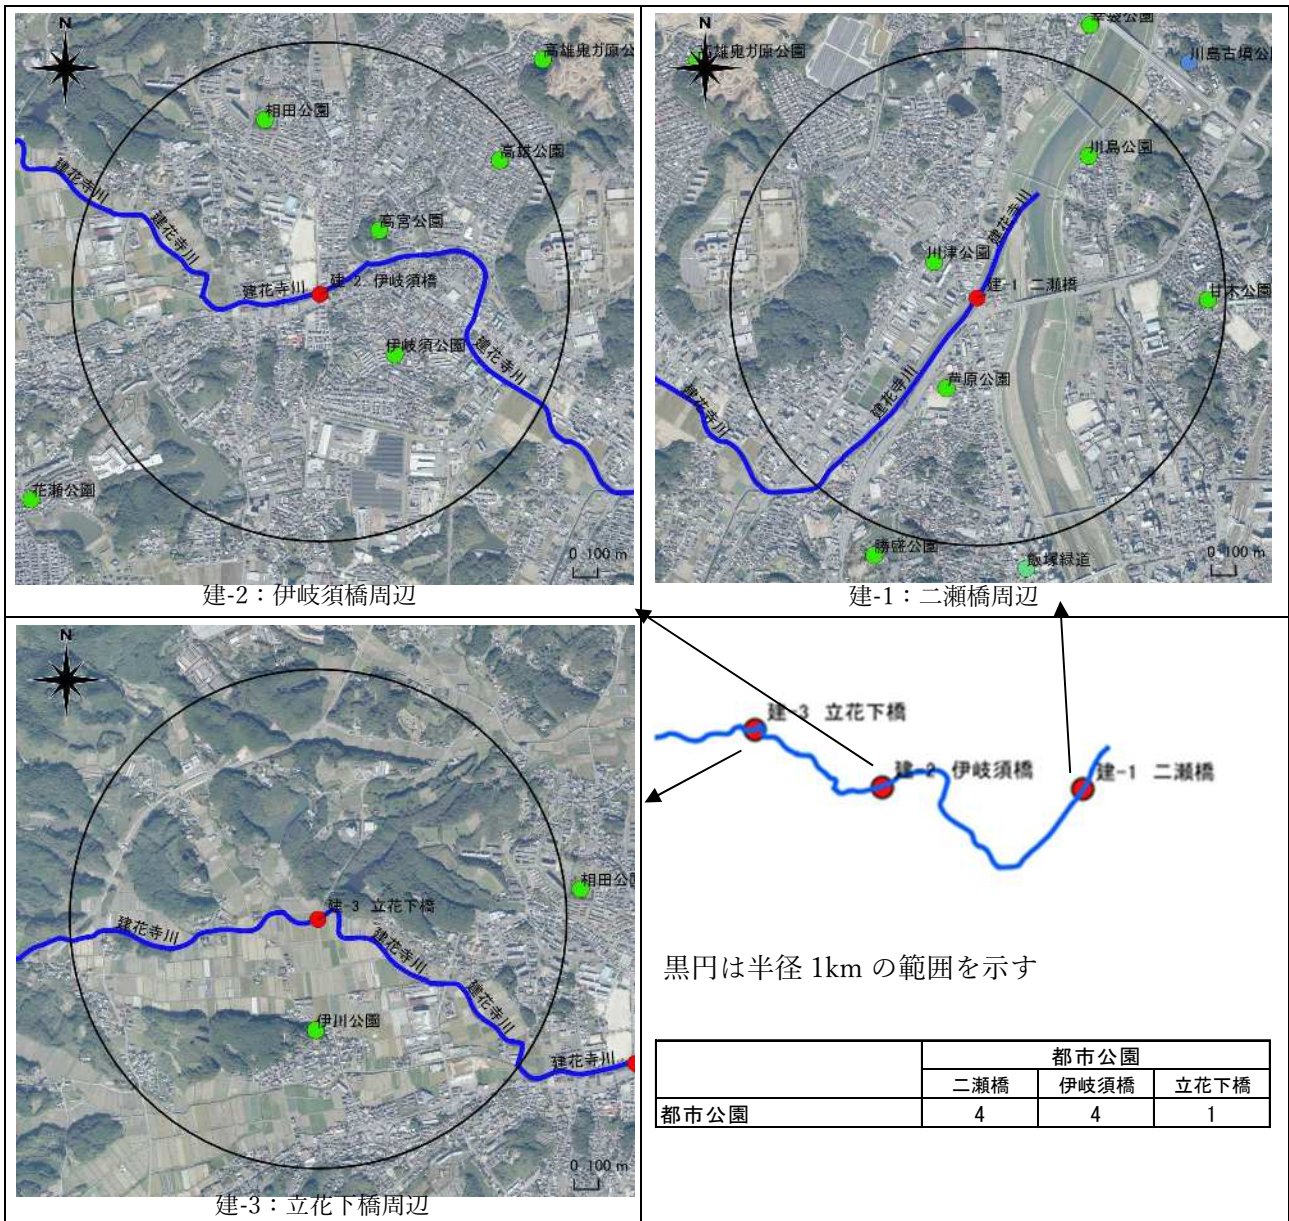 N
高雄鬼ガ原公
相田公園
高雄公園
建花寺川
建花寺川
高宮公園
建花寺川
建-2 伊岐須橋
伊岐須公園
建花寺川
花瀬公園
0 100 m
建-2：伊岐須橋周辺
N
幸袋公園
高雄鬼ガ原公園
川島古墳公
川島公園
建花寺川
川津公園
建-1 二瀬橋
甘木公園
建花寺川
芦原公園
建花寺川
勝盛公園
飯塚緑道
0 100 m
建-1：二瀬橋周辺
N
相田公
建-3 立花下橋
建花寺川
建花寺川
建花寺川
伊川公園
建花寺川
0 100 m
建-3：立花下橋周辺
建-3 立花下橋
建-2 伊岐須橋
建-1 二瀬橋
黒円は半径 1km の範囲を示す
都市公園
二瀬橋 伊岐須橋 立花下橋
都市公園 4 4 1